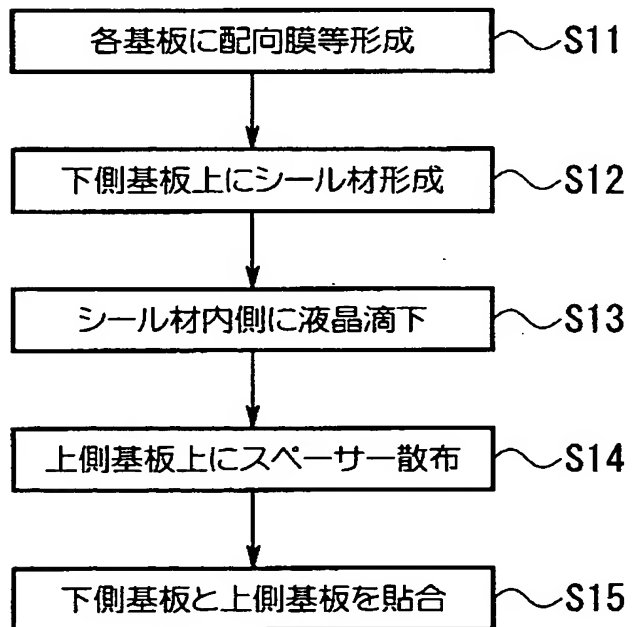 各基板に配向膜等形成 S11
下側基板上にシール材形成 S12
シール材内側に液晶滴下 S13
上側基板上にスペーサー散布 S14
下側基板と上側基板を貼合 S15